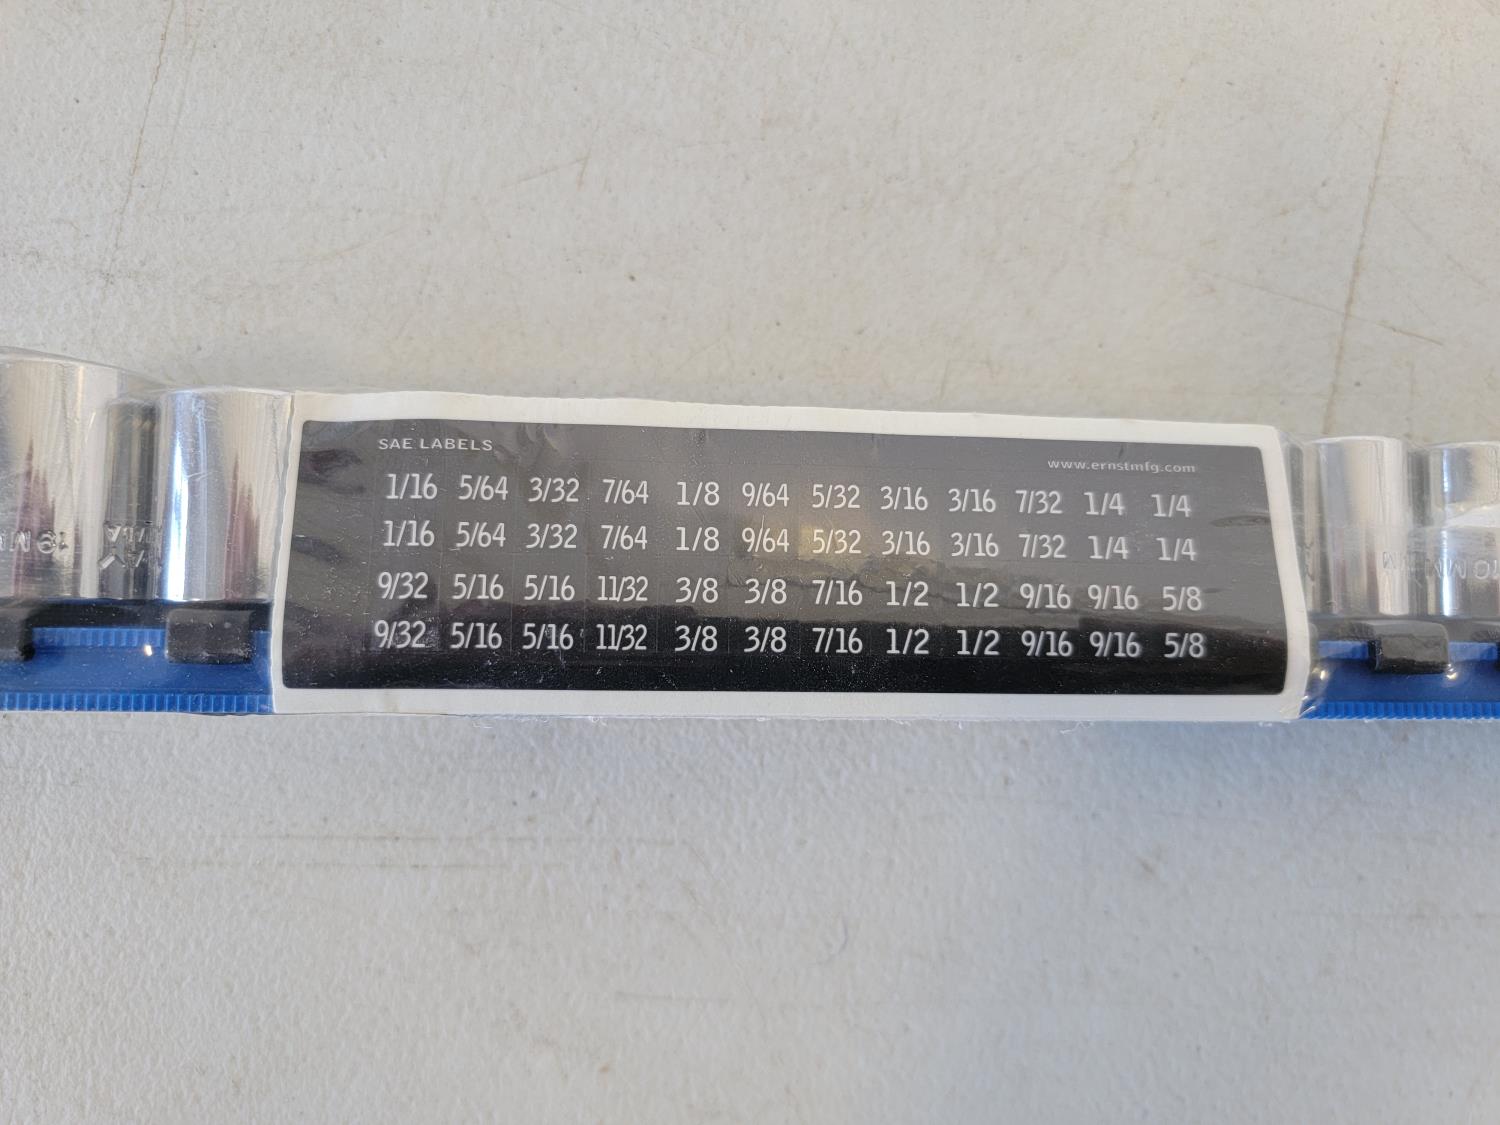 SAE LABELS
www.ernstmfg.com
1/16 5/64 3/32 7/64 1/8 9/64 5/32 3/16 3/16 7/32 1/4 1/4
1/16 5/64 3/32 7/64 1/8 9/64 5/32 3/16 3/16 7/32 1/4 1/4
9/32 5/16 5/16 11/32 3/8 3/8 7/16 1/2 1/2 9/16 9/16 5/8
9/32 5/16 5/16 11/32 3/8 3/8 7/16 1/2 1/2 9/16 9/16 5/8